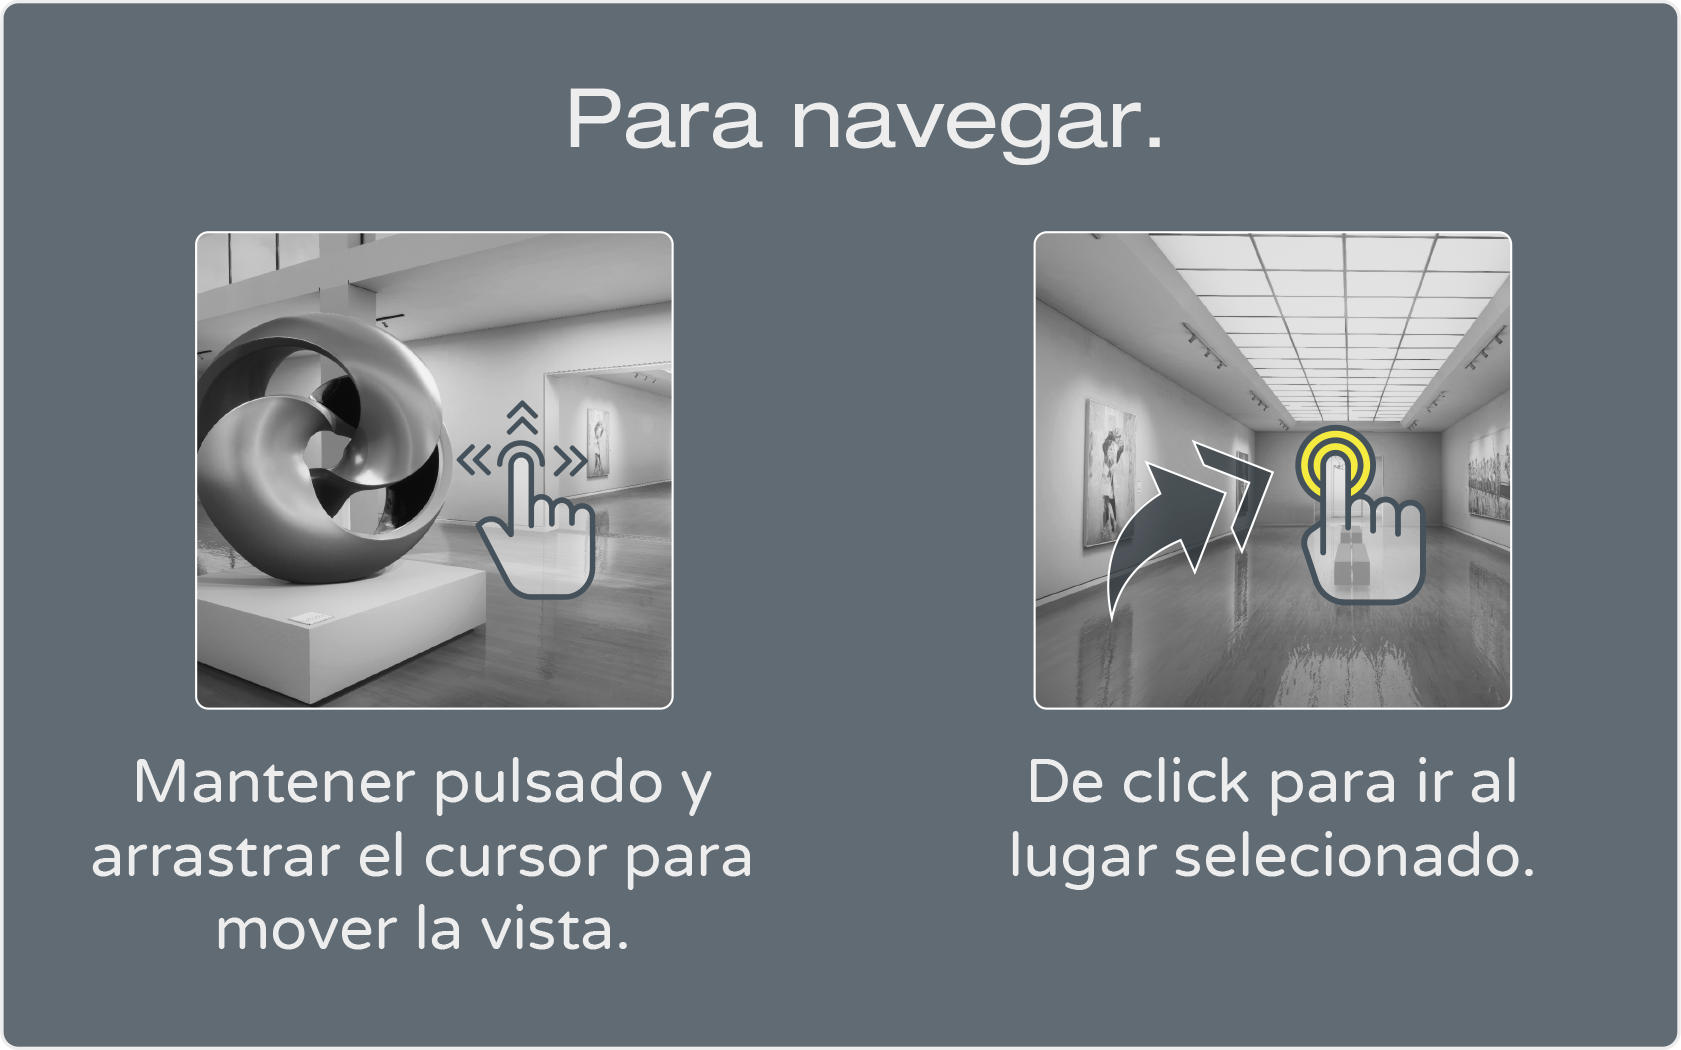 Para navegar.
Mantener pulsado y
arrastrar el cursor para
mover la vista.
De click para ir al
lugar selecionado.